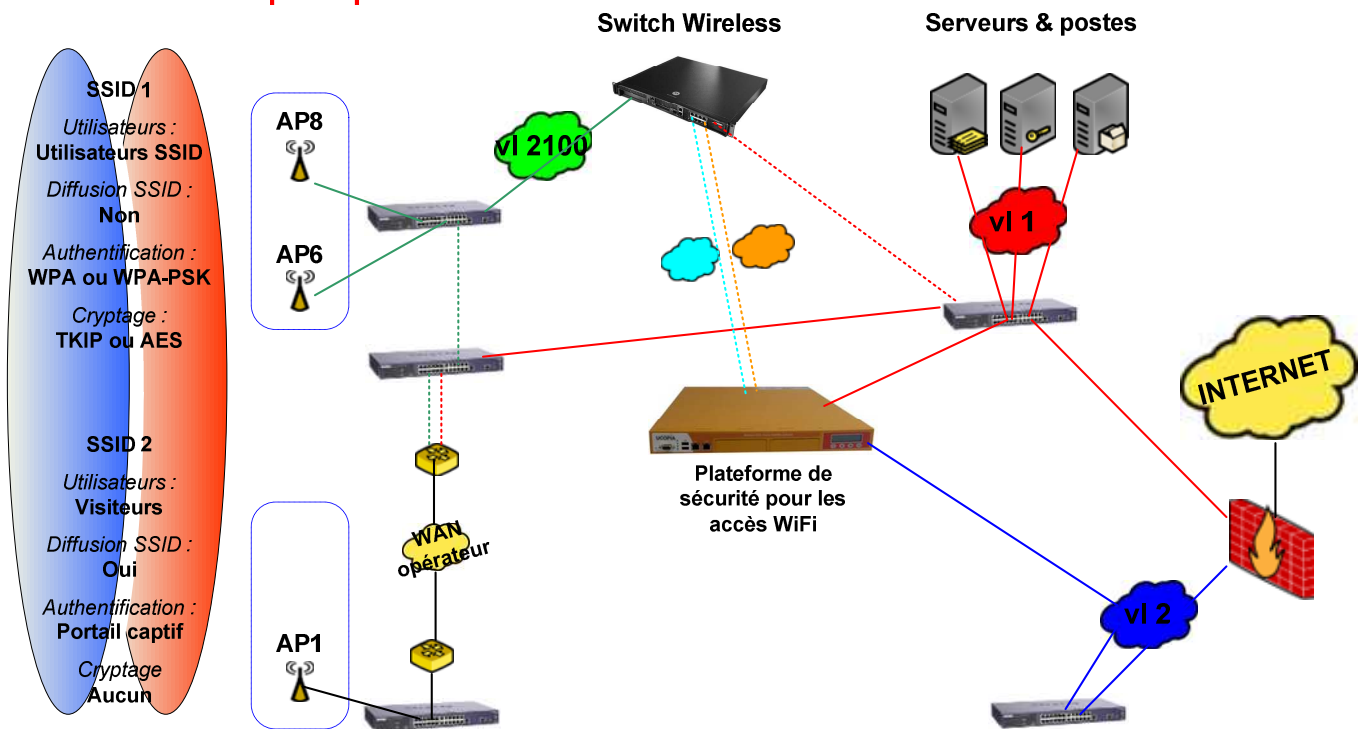 Switch Wireless
Serveurs & postes
SSID 1
Utilisateurs :
Utilisateurs SSID
Diffusion SSID :
Non
Authentification :
WPA ou WPA-PSK
Cryptage :
TKIP ou AES
SSID 2
Utilisateurs :
Visiteurs
Diffusion SSID :
Oui
Authentification :
Portail captif
Cryptage
Aucun
AP8
AP6
vl 2100
vl 1
INTERNET
UCOPIA
Plateforme de
sécurité pour les
accès WiFi
WAN
opérateur
AP1
vl 2